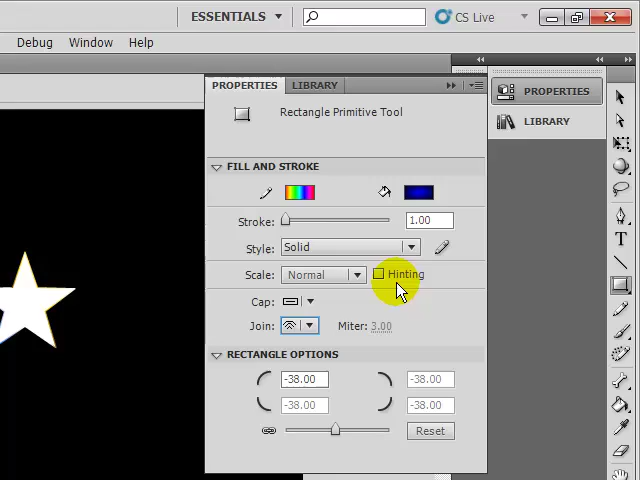 ESSENTIALS
CS Live
Debug Window Help
PROPERTIES LIBRARY
PROPERTIES
LIBRARY
Rectangle Primitive Tool
FILL AND STROKE
Stroke: 1.00
Style: Solid
Scale: Normal Hinting
Cap:
Join: Miter: 3.00
RECTANGLE OPTIONS
-38.00 -38.00
-38.00 -38.00
Reset
T